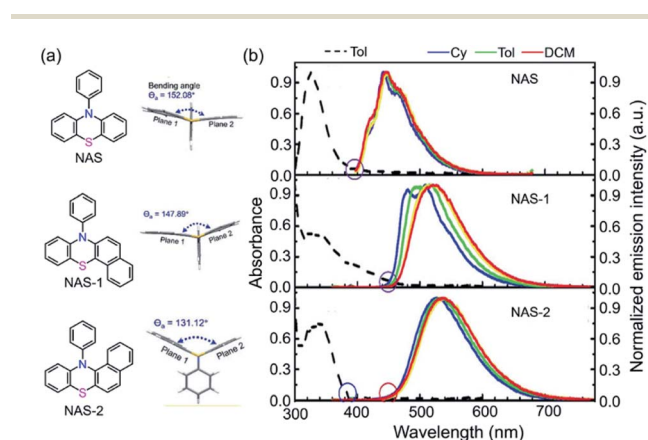 (a)
N
S
NAS
Bending angle
Θa = 152.08°
Plane 1
Plane 2
N
S
NAS-1
Θa = 147.89°
Plane 1
Plane 2
N
S
NAS-2
Θa = 131.12°
Plane 1
Plane 2
(b)
Tol
Cy
Tol
DCM
NAS
0.9
0.6
0.3
0.0
0.9
0.6
0.3
0.0
NAS-1
0.9
0.6
0.3
0.0
0.9
0.6
0.3
0.0
NAS-2
0.9
0.6
0.3
0.0
0.9
0.6
0.3
0.0
Absorbance
Normalized emission intensity (a.u.)
300 400 500 600 700
Wavelength (nm)